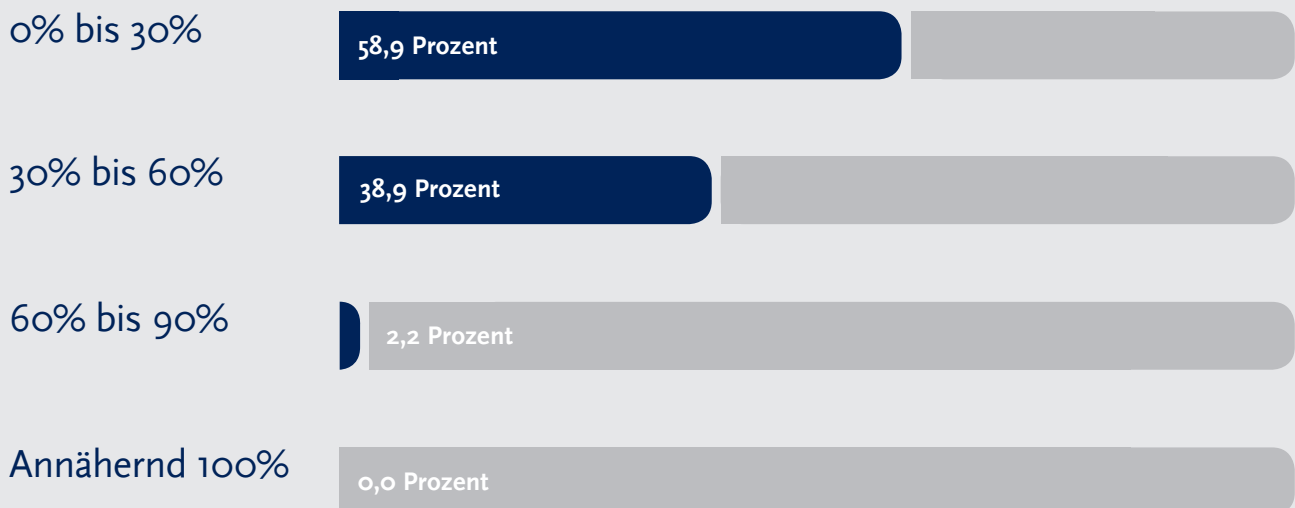 0% bis 30%
58,9 Prozent
30% bis 60%
38,9 Prozent
60% bis 90%
2,2 Prozent
Annähernd 100%
0,0 Prozent